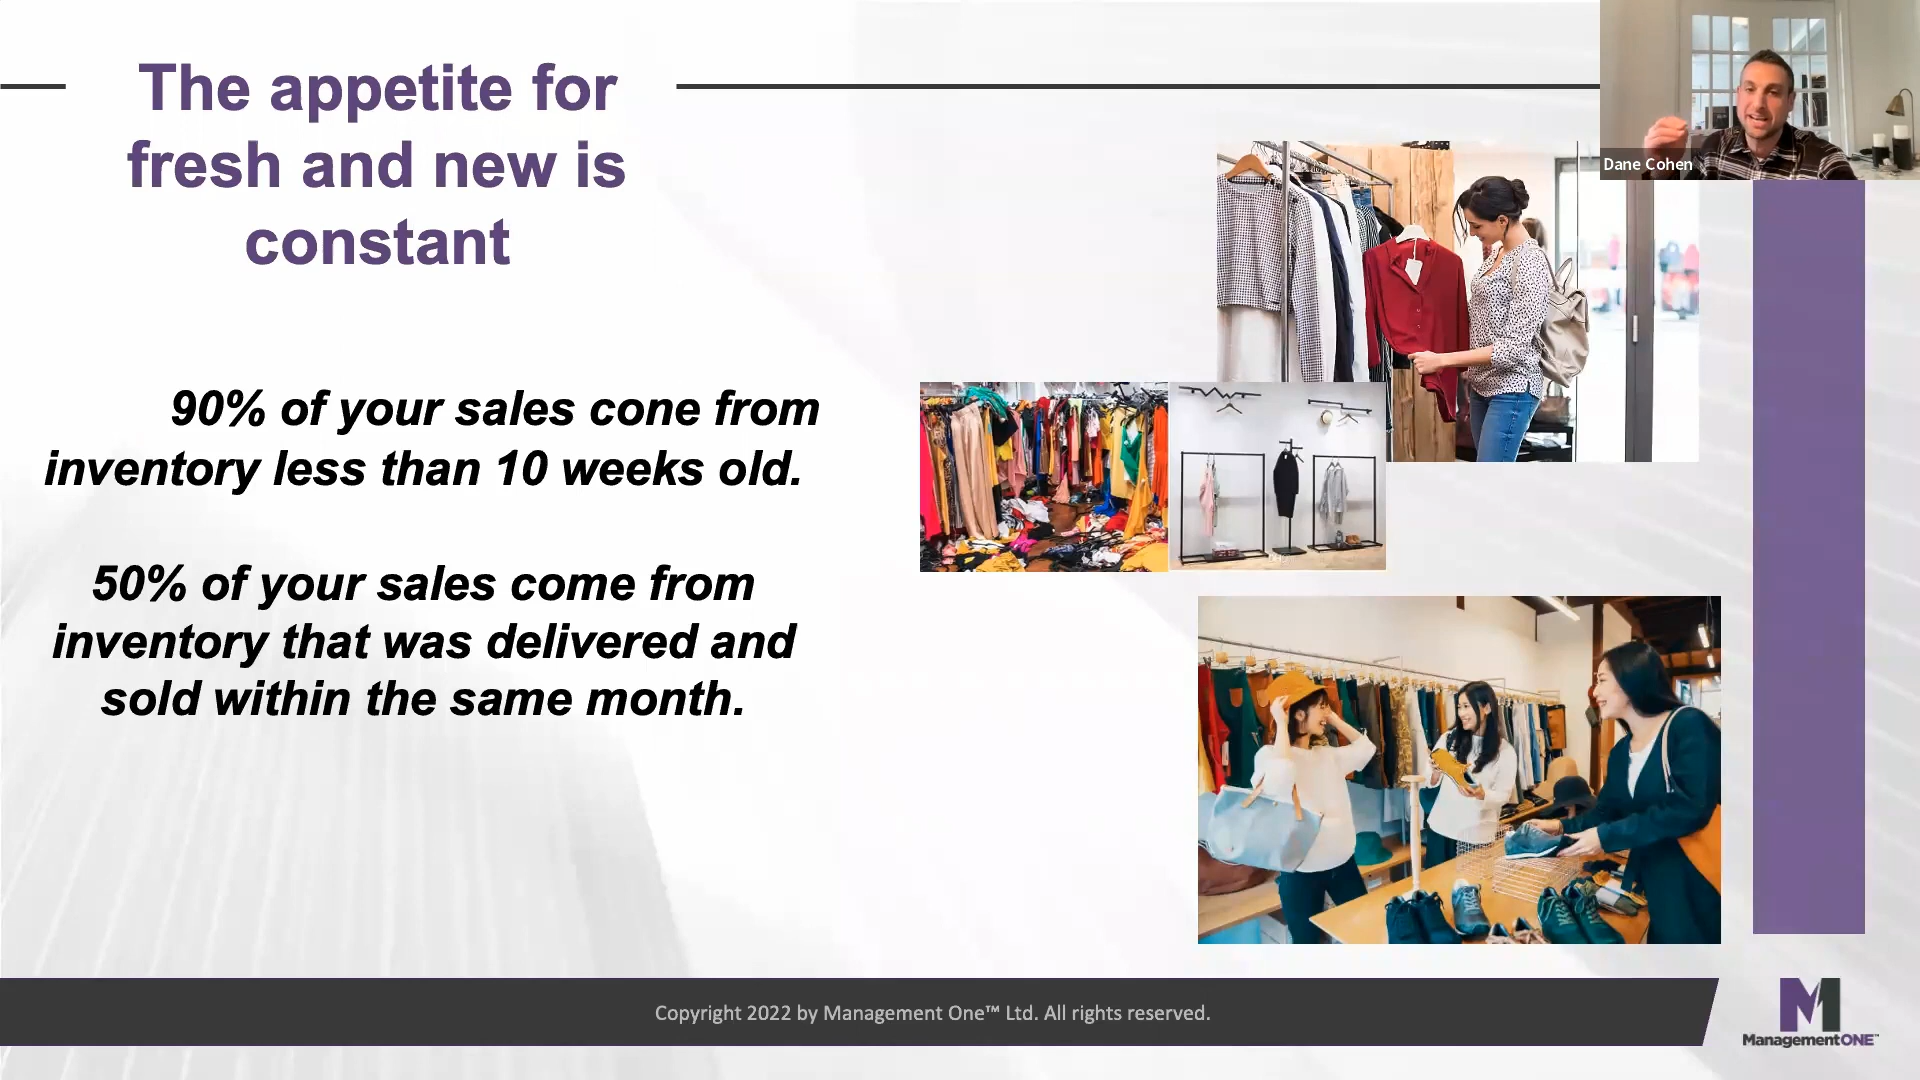 The appetite for
fresh and new is
constant
Dane Cohen
90% of your sales cone from
inventory less than 10 weeks old.
50% of your sales come from
inventory that was delivered and
sold within the same month.
Copyright 2022 by Management One™ Ltd. All rights reserved.
M
ManagementONE™